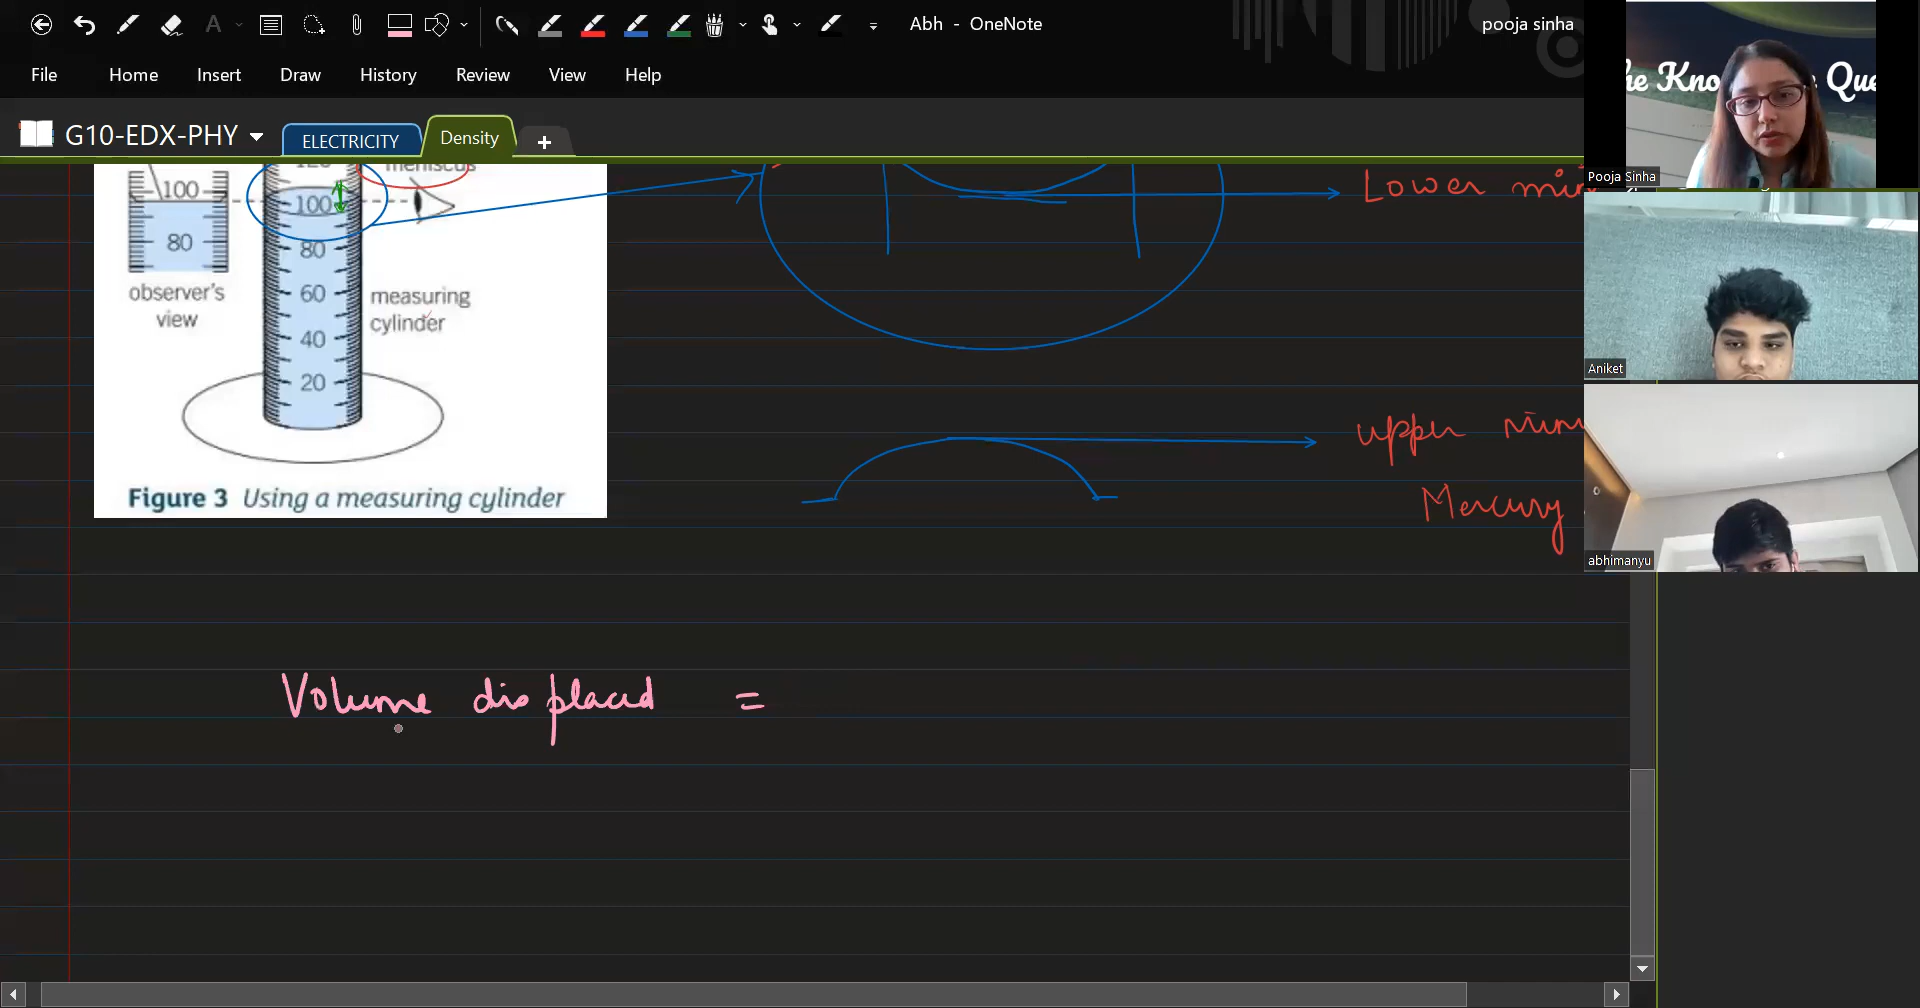 Abh - OneNote
pooja sinha
File Home Insert Draw History Review View Help
G10-EDX-PHY
ELECTRICITY
Density
+
Pooja Sinha
120
meniscus
100
100
80
80
observer's
view
60
measuring
cylinder
40
20
Figure 3 Using a measuring cylinder
Lower
upper
Mercury
Aniket
abhimanyu
Volume displaced =